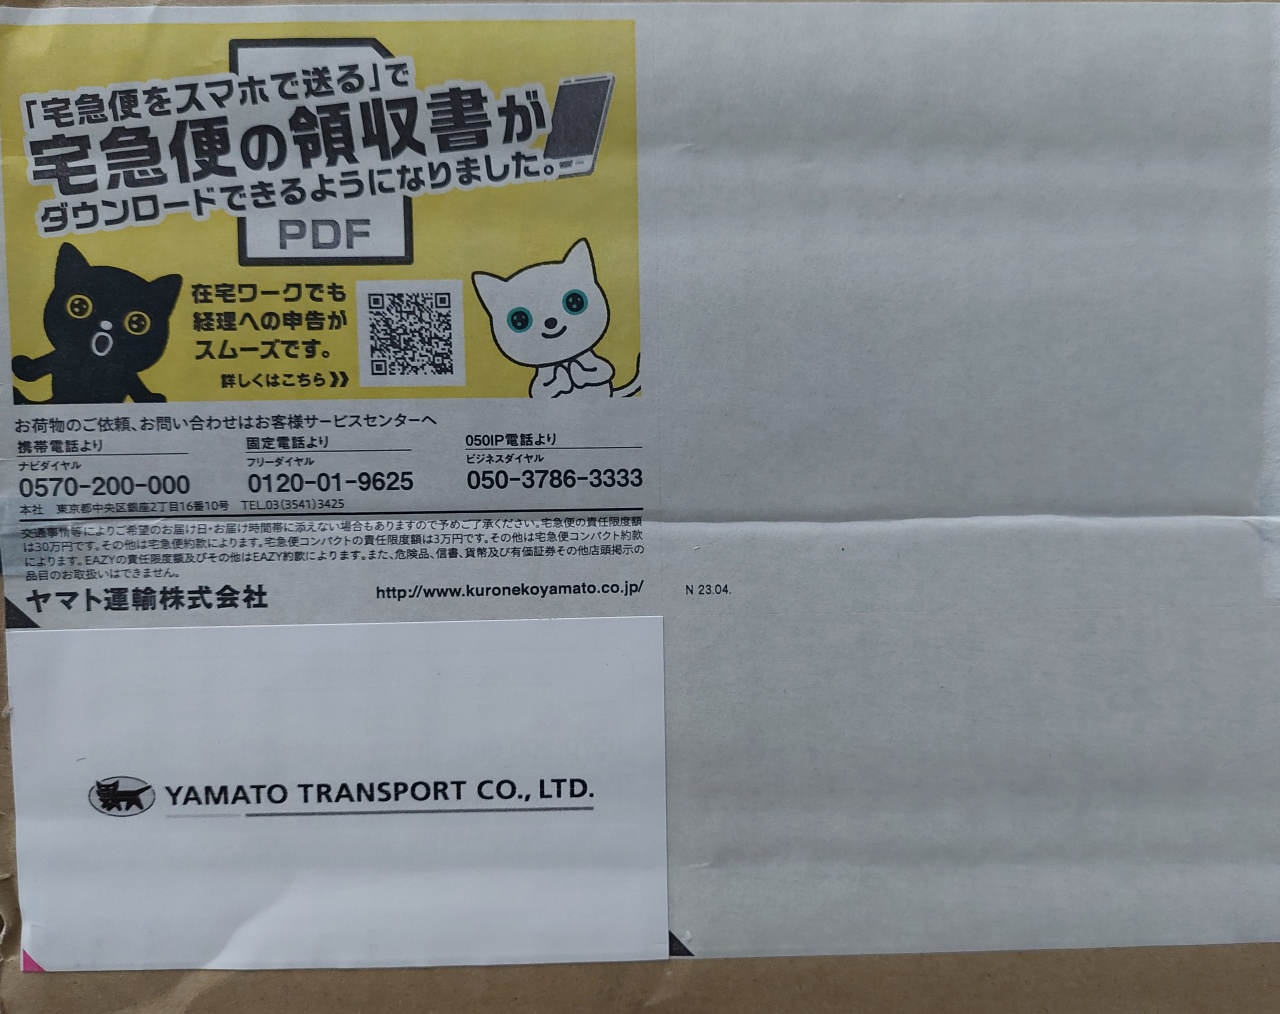 「宅急便をスマホで送る」で
宅急便の領収書が
ダウンロードできるようになりました。
PDF
在宅ワークでも
経理への申告が
スムーズです。
詳しくはこちら》
お荷物のご依頼、お問い合わせはお客様サービスセンターへ
携帯電話より 固定電話より 050IP電話より
ナビダイヤル フリーダイヤル ビジネスダイヤル
0570-200-000 0120-01-9625 050-3786-3333
本社 東京都中央区銀座2丁目16番10号 TEL.03(3541)3425
交通事情等によりご希望のお届け日・お届け時間帯に添えない場合もありますので予めご了承ください。宅急便の責任限度額
は30万円です。その他は宅急便約款によります。宅急便コンパクトの責任限度額は3万円です。その他は宅急便コンパクト約款
によります。EAZYの責任限度額及びその他はEAZY約款によります。また、危険品、信書、貨幣及び有価証券その他店頭掲示の
品目のお取扱いはできません。
ヤマト運輸株式会社 http://www.kuronekoyamato.co.jp/ N 23.04.
YAMATO TRANSPORT CO., LTD.